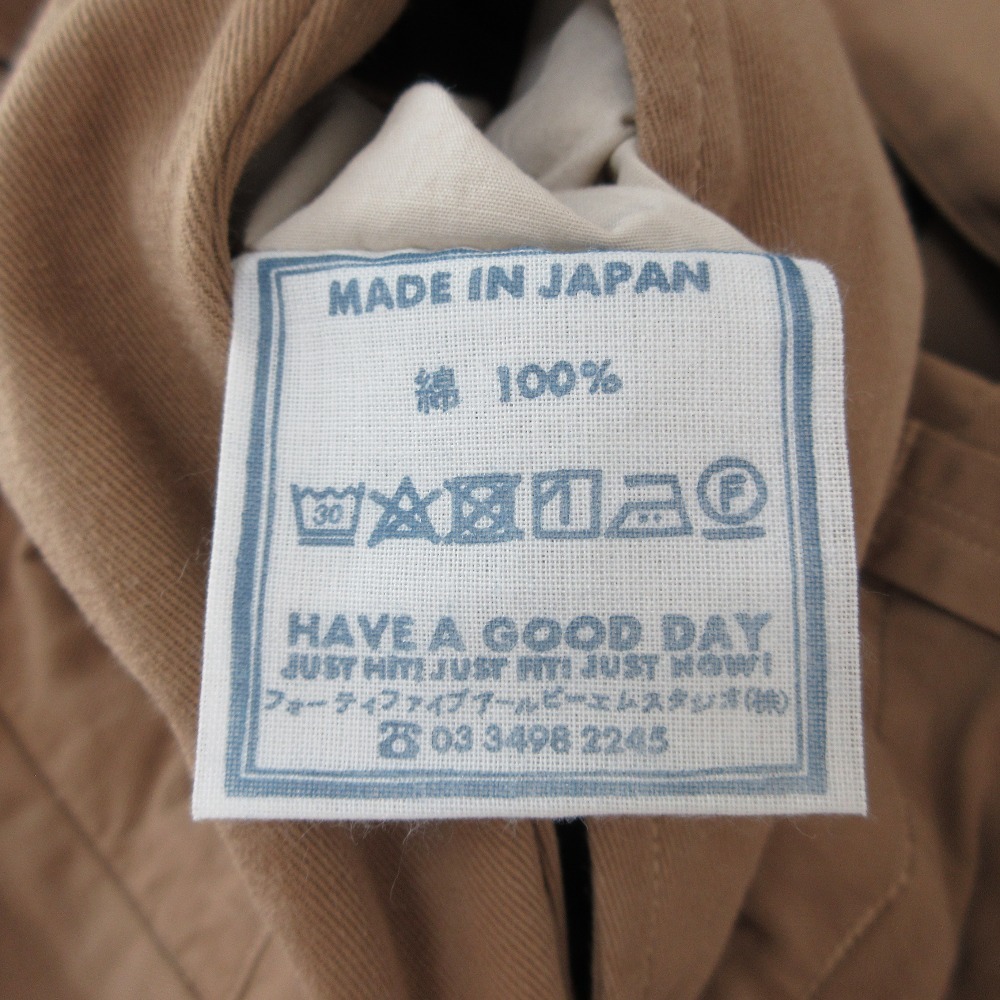 MADE IN JAPAN
綿 100%
30 F
HAVE A GOOD DAY
JUST HIT! JUST FIT! JUST NOW!
フォーティファイブアールピーエムスタジオ(株)
☎ 03 3498 2245